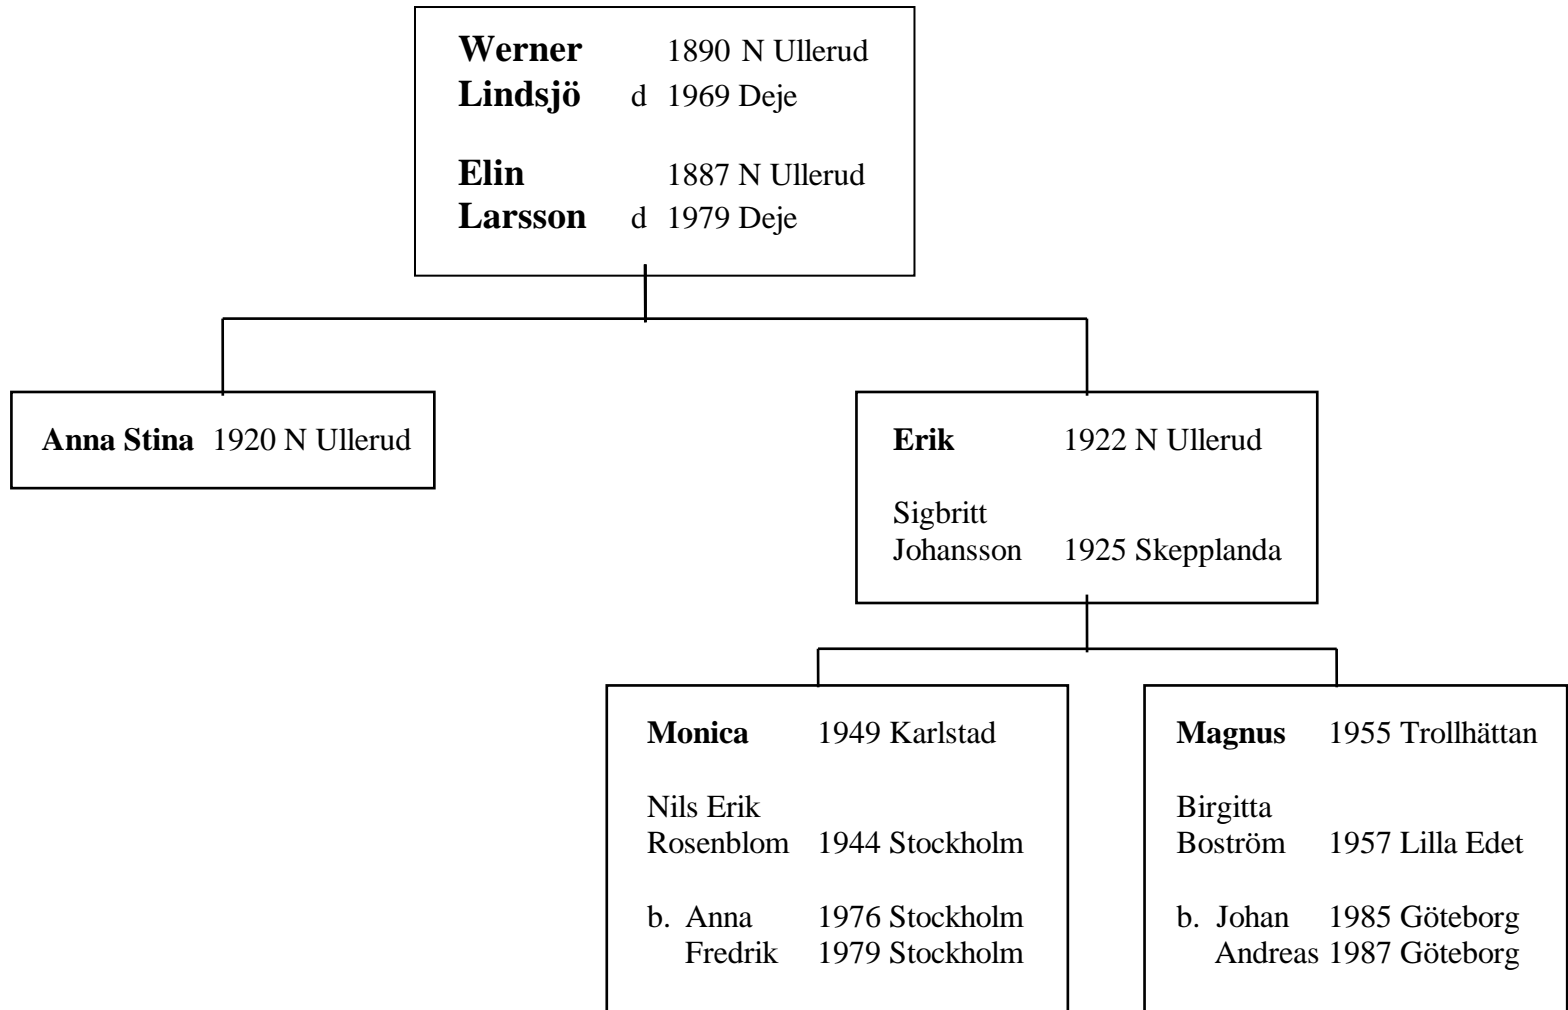 Werner 1890 N Ullerud
Lindsjö d 1969 Deje
Elin 1887 N Ullerud
Larsson d 1979 Deje
Anna Stina 1920 N Ullerud
Erik 1922 N Ullerud
Sigbritt
Johansson 1925 Skepplanda
Monica 1949 Karlstad
Nils Erik
Rosenblom 1944 Stockholm
b. Anna 1976 Stockholm
Fredrik 1979 Stockholm
Magnus 1955 Trollhättan
Birgitta
Boström 1957 Lilla Edet
b. Johan 1985 Göteborg
Andreas 1987 Göteborg